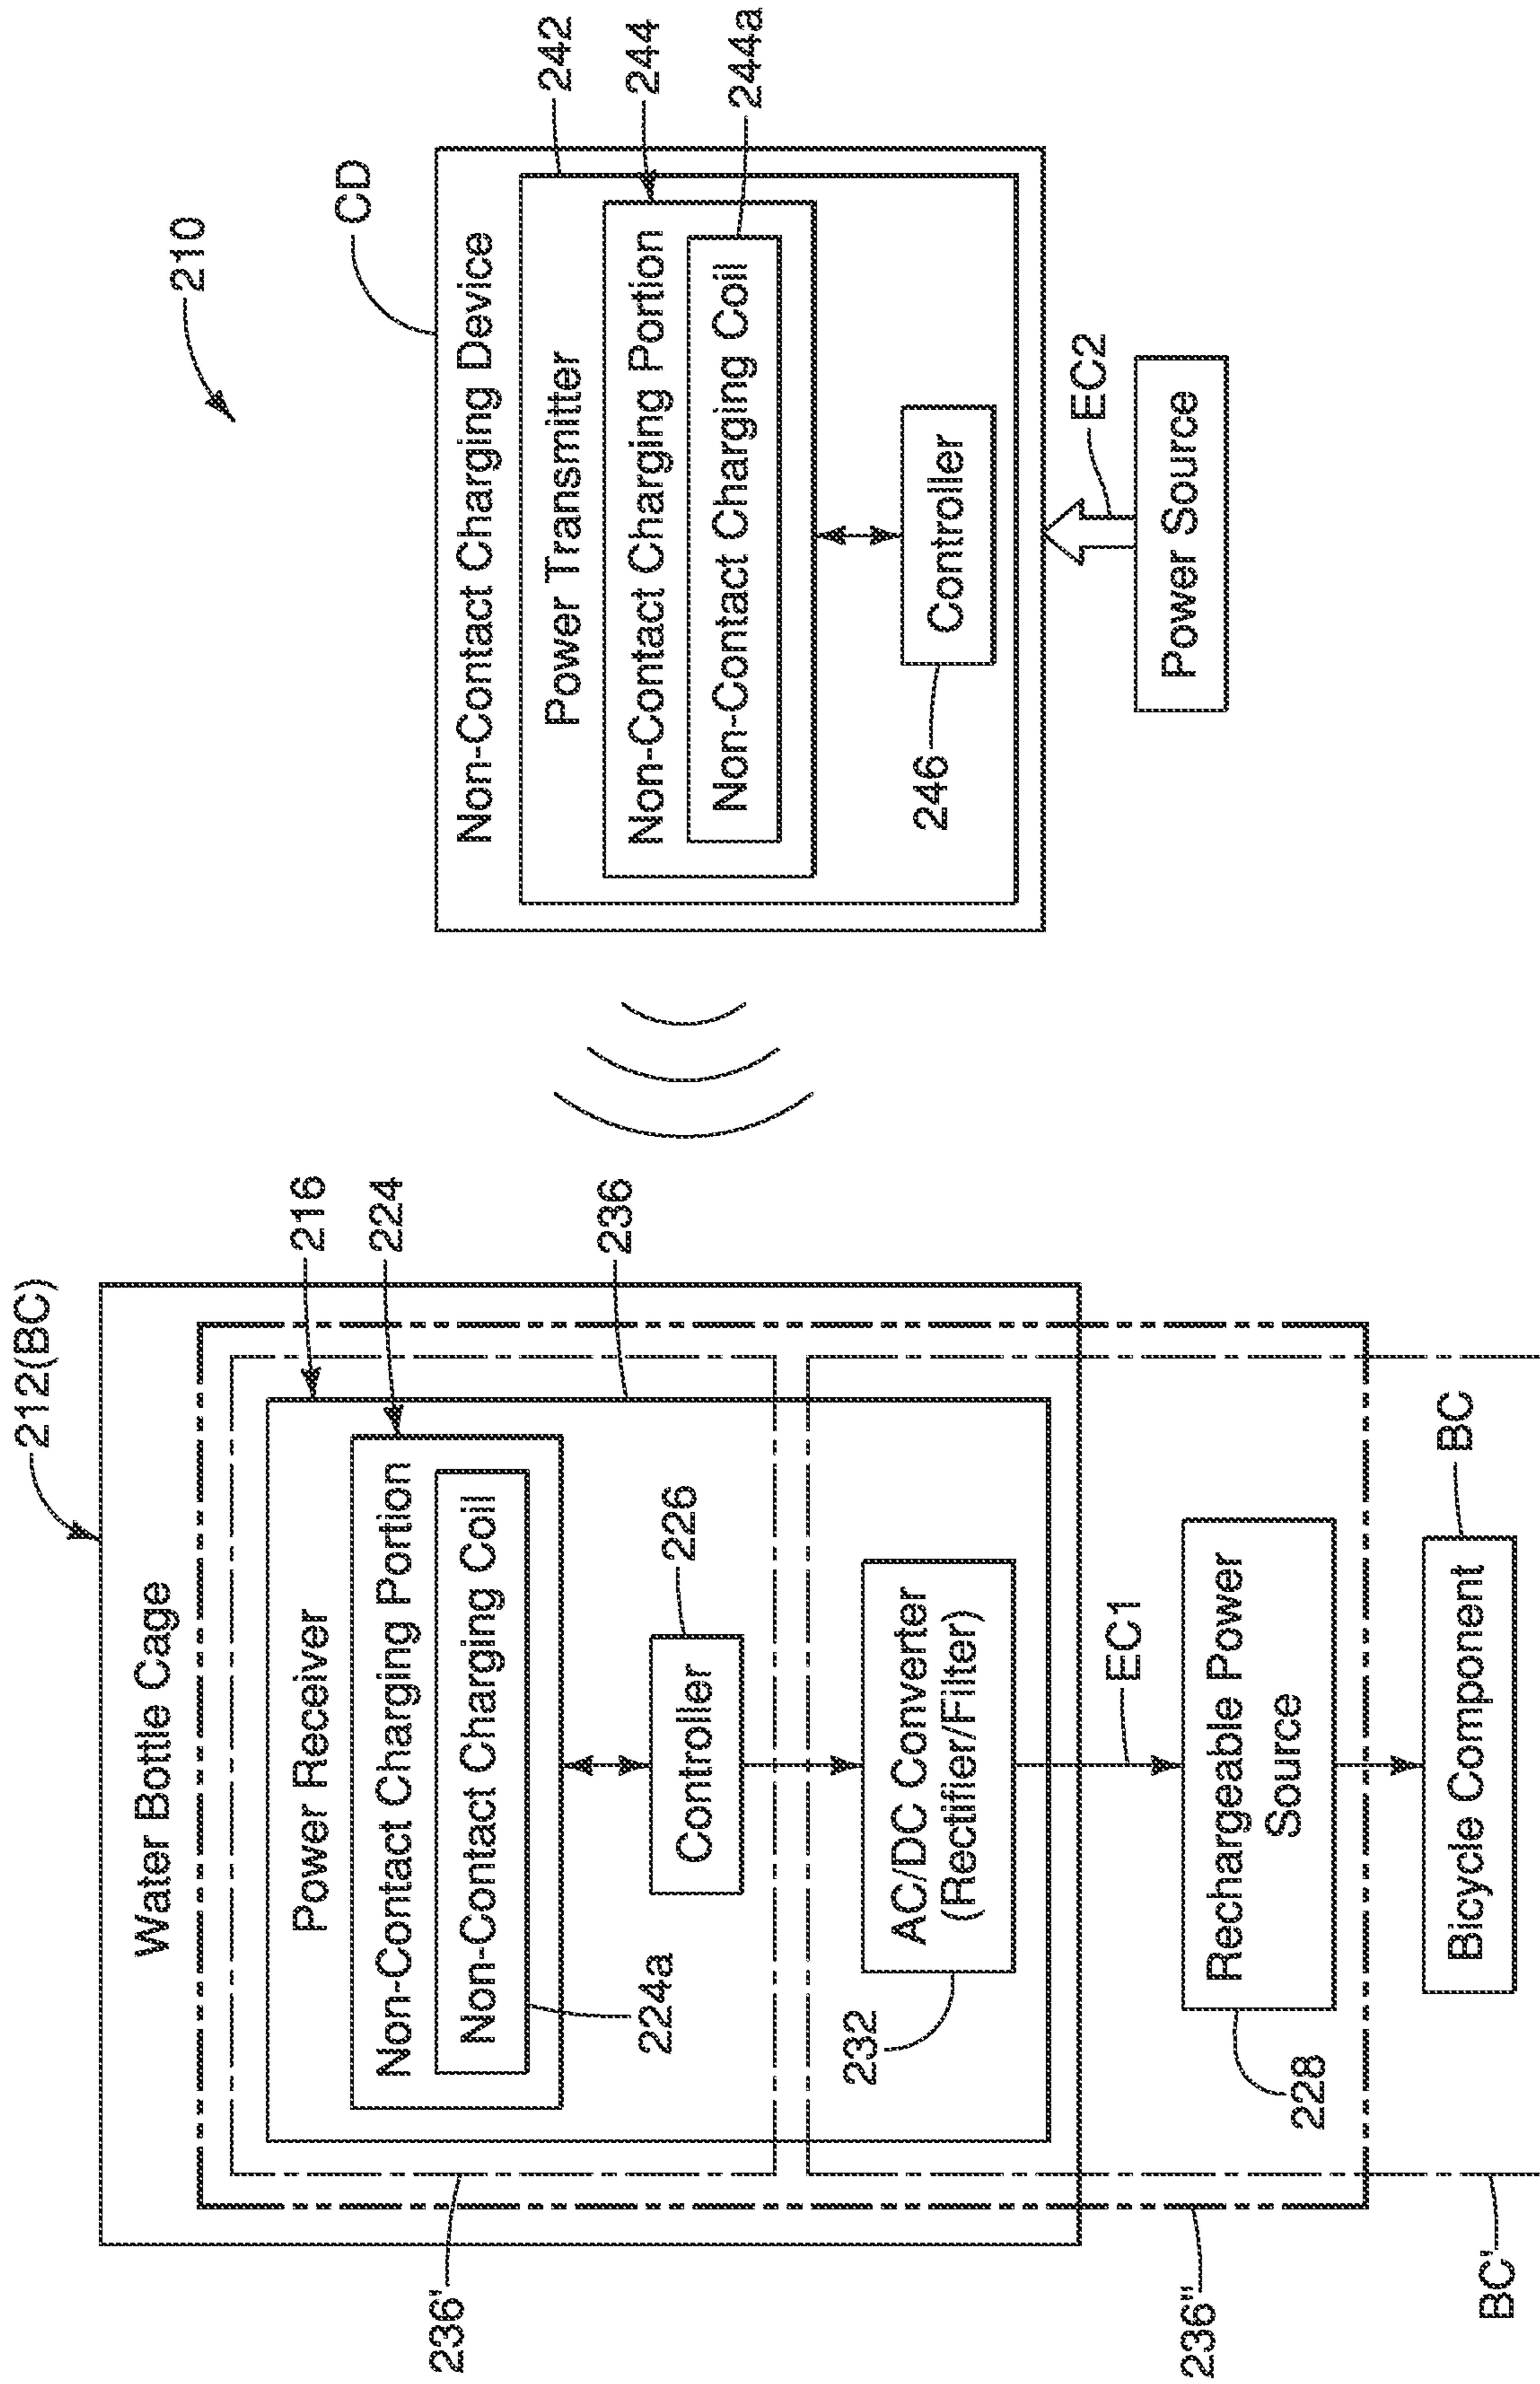 210
212(BC)
Water Bottle Cage
216
Power Receiver
224
Non-Contact Charging Portion
Non-Contact Charging Coil
224a
236
236'
Controller
226
AC/DC Converter
(Rectifier/Filter)
232
EC1
Rechargeable Power
Source
228
236"
Bicycle Component
BC
BC'
CD
Non-Contact Charging Device
242
Power Transmitter
244
Non-Contact Charging Portion
244a
Non-Contact Charging Coil
Controller
246
EC2
Power Source